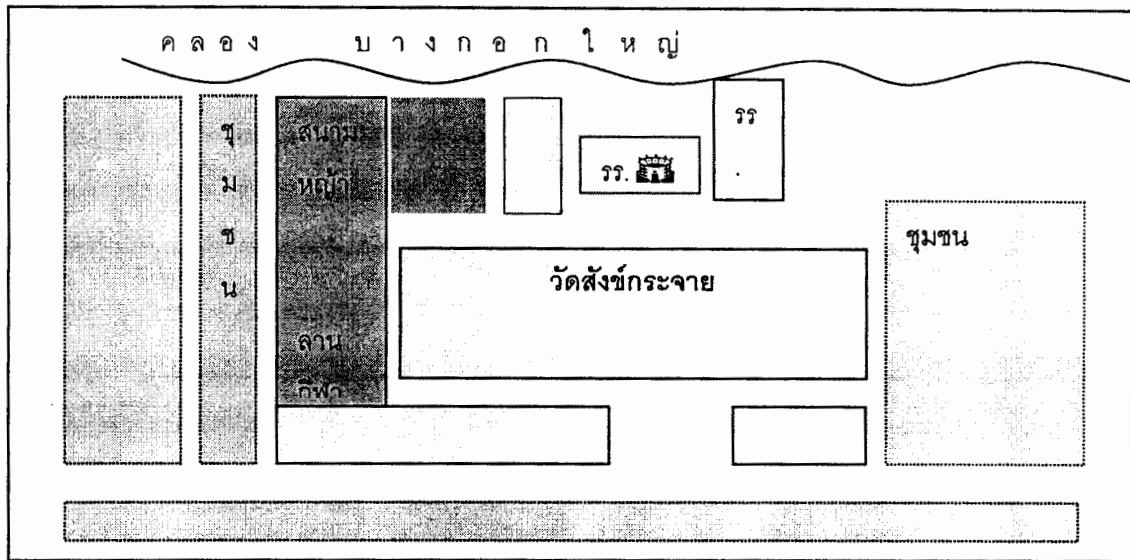 คลอง บางกอกใหญ่
ชุมชน
สนาม
หญ้า
ลาน
กีฬา
รร.
รร
.
วัดสังข์กระจาย
ชุมชน